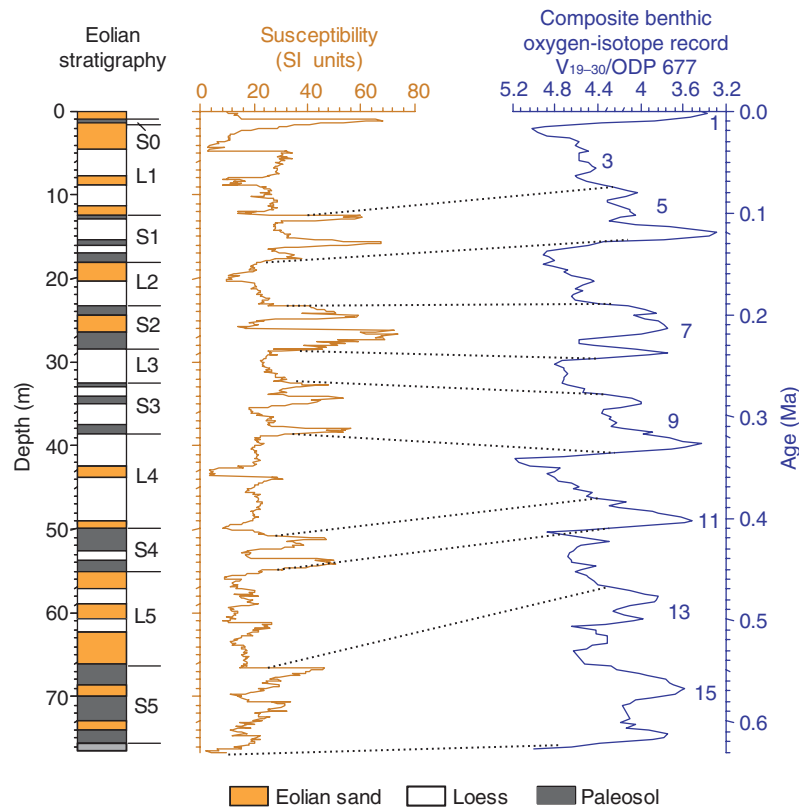 Eolian
stratigraphy
Susceptibility
(SI units)
Composite benthic
oxygen-isotope record
V19–30/ODP 677
0 20 40 60 80
5.2 4.8 4.4 4 3.6 3.2
Depth (m)
0
10
20
30
40
50
60
70
S0
L1
S1
L2
S2
L3
S3
L4
S4
L5
S5
1
3
5
7
9
11
13
15
0.0
0.1
0.2
0.3
0.4
0.5
0.6
Age (Ma)
Eolian sand Loess Paleosol